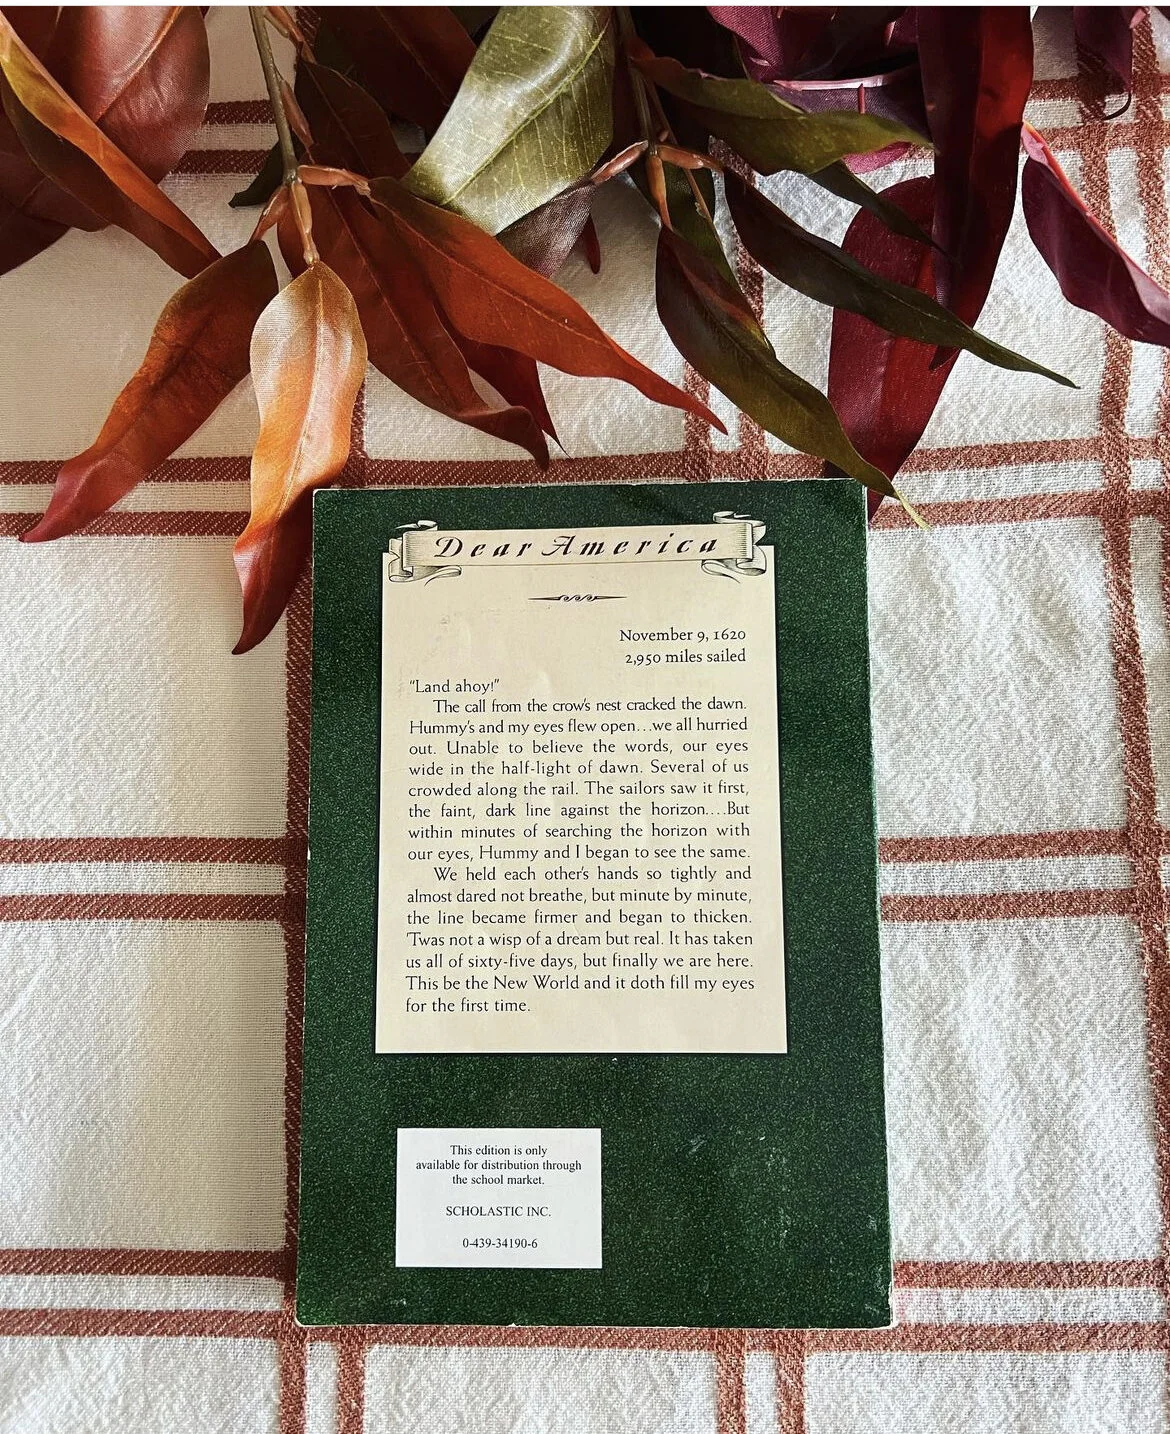 Dear America
November 9, 1620
2,950 miles sailed
“Land ahoy!”
The call from the crow’s nest cracked the dawn.
Hummy’s and my eyes flew open...we all hurried
out. Unable to believe the words, our eyes
wide in the half-light of dawn. Several of us
crowded along the rail. The sailors saw it first,
the faint, dark line against the horizon....But
within minutes of searching the horizon with
our eyes, Hummy and I began to see the same.
We held each other’s hands so tightly and
almost dared not breathe, but minute by minute,
the line became firmer and began to thicken.
’Twas not a wisp of a dream but real. It has taken
us all of sixty-five days, but finally we are here.
This be the New World and it doth fill my eyes
for the first time.
This edition is only
available for distribution through
the school market.
SCHOLASTIC INC.
0-439-34190-6